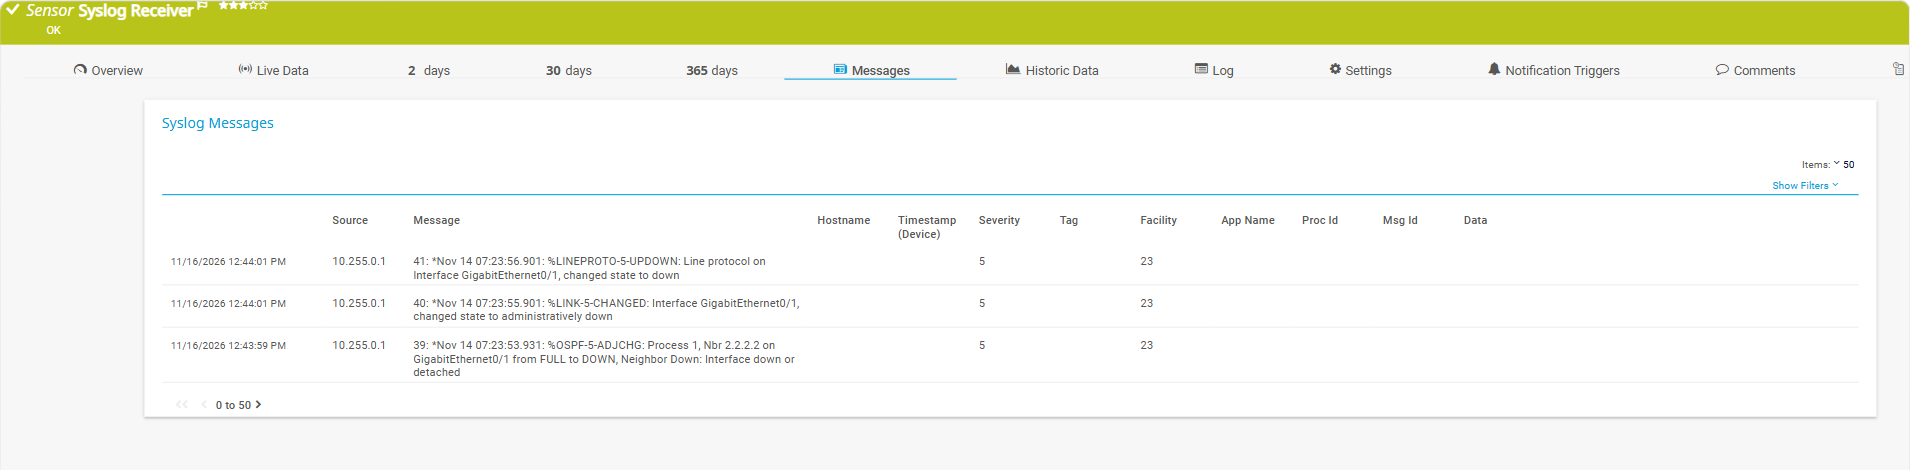 Sensor Syslog Receiver
OK
Overview Live Data 2 days 30 days 365 days Messages Historic Data Log Settings Notification Triggers Comments
Syslog Messages
Items: 50
Show Filters
Source Message Hostname Timestamp Severity Tag Facility App Name Proc Id Msg Id Data
(Device)
11/16/2026 12:44:01 PM 10.255.0.1 41: *Nov 14 07:23:56.901: %LINEPROTO-5-UPDOWN: Line protocol on 5 23
Interface GigabitEthernet0/1, changed state to down
11/16/2026 12:44:01 PM 10.255.0.1 40: *Nov 14 07:23:55.901: %LINK-5-CHANGED: Interface GigabitEthernet0/1, 5 23
changed state to administratively down
11/16/2026 12:43:59 PM 10.255.0.1 39: *Nov 14 07:23:53.931: %OSPF-5-ADJCHG: Process 1, Nbr 2.2.2.2 on 5 23
GigabitEthernet0/1 from FULL to DOWN, Neighbor Down: Interface down or
detached
0 to 50